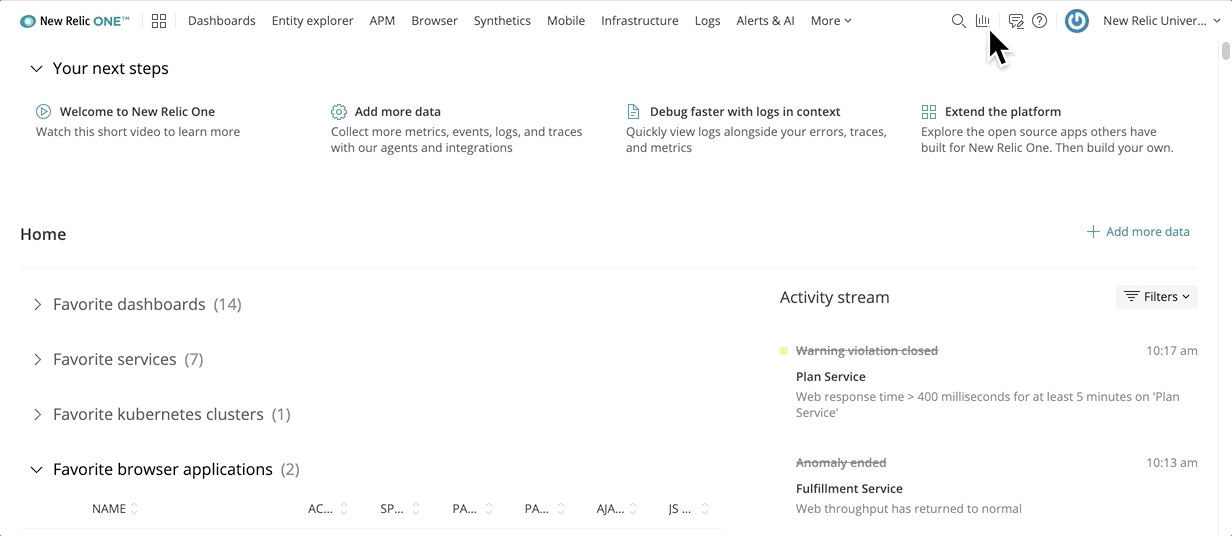 New Relic ONE™ Dashboards Entity explorer APM Browser Synthetics Mobile Infrastructure Logs Alerts & AI More New Relic Univer...
Your next steps
Welcome to New Relic One
Watch this short video to learn more
Add more data
Collect more metrics, events, logs, and traces
with our agents and integrations
Debug faster with logs in context
Quickly view logs alongside your errors, traces,
and metrics
Extend the platform
Explore the open source apps others have
built for New Relic One. Then build your own.
Home
Add more data
Favorite dashboards (14)
Favorite services (7)
Favorite kubernetes clusters (1)
Favorite browser applications (2)
NAME AC... SP... PA... PA... AJA... JS ...
Activity stream
Filters
Warning violation closed 10:17 am
Plan Service
Web response time > 400 milliseconds for at least 5 minutes on 'Plan
Service'
Anomaly ended 10:13 am
Fulfillment Service
Web throughput has returned to normal